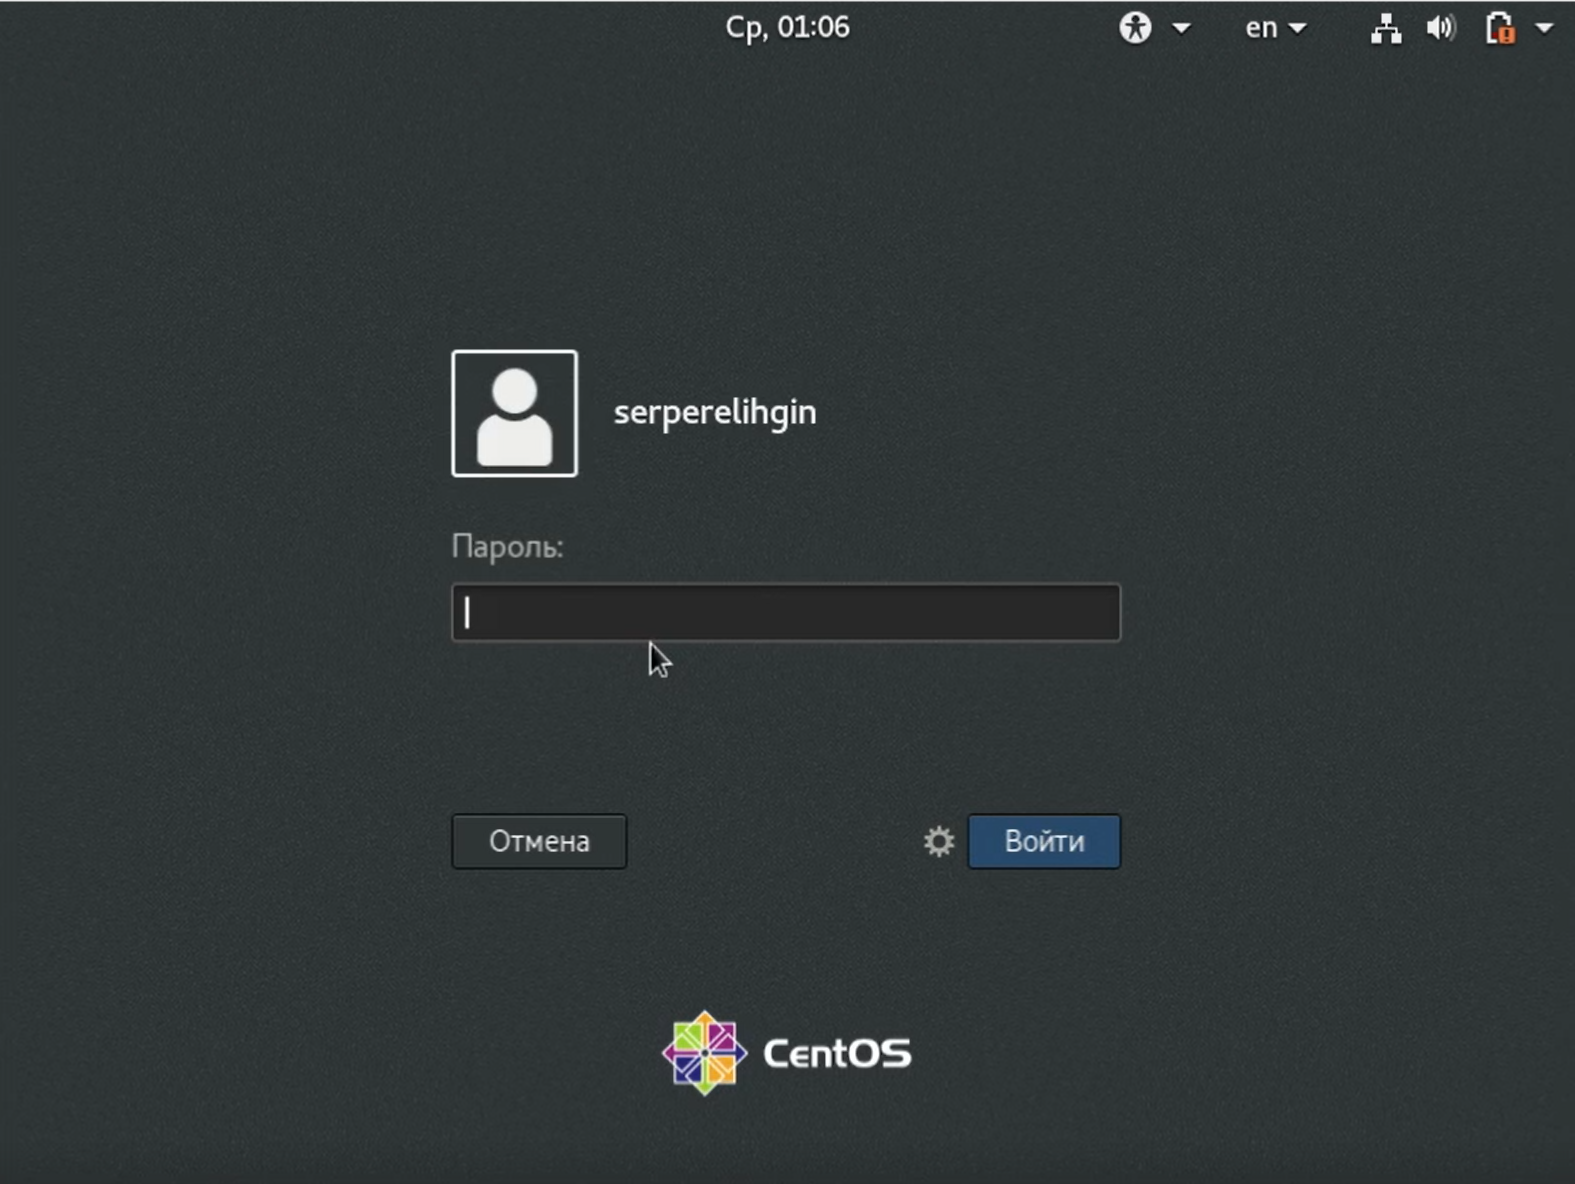 Ср, 01:06
en
serperelihgin
Пароль:
Отмена
Войти
CentOS